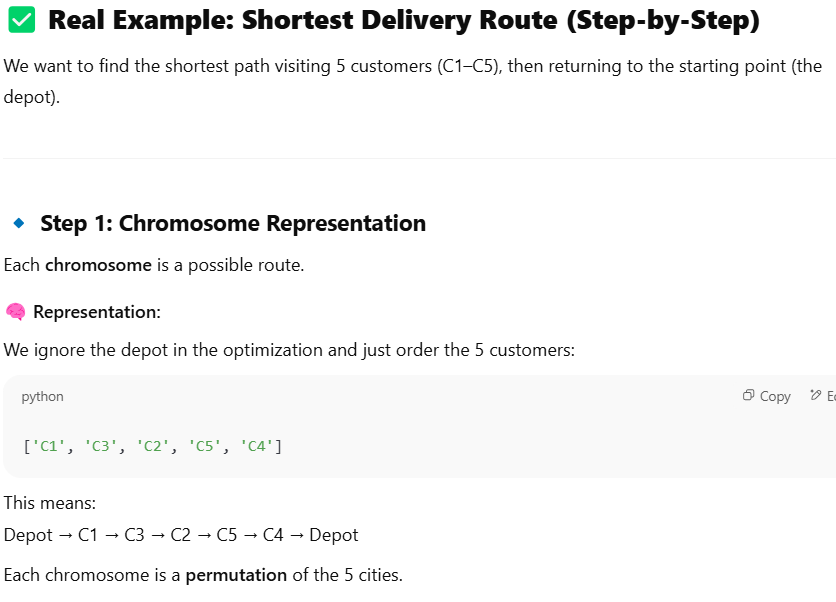 ✅ Real Example: Shortest Delivery Route (Step-by-Step)
We want to find the shortest path visiting 5 customers (C1–C5), then returning to the starting point (the
depot).
🔹 Step 1: Chromosome Representation
Each chromosome is a possible route.
🧠 Representation:
We ignore the depot in the optimization and just order the 5 customers:
python
Copy
['C1', 'C3', 'C2', 'C5', 'C4']
This means:
Depot → C1 → C3 → C2 → C5 → C4 → Depot
Each chromosome is a permutation of the 5 cities.